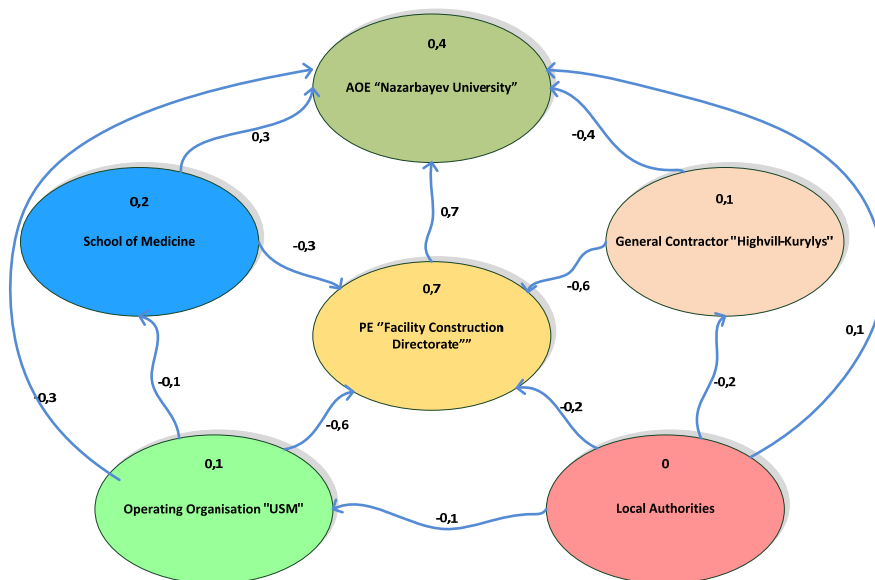 0,4
AOE “Nazarbayev University”
0,3
-0,4
0,2
School of Medicine
0,1
General Contractor "Highvill-Kurylys"
0,7
-0,3
-0,6
0,7
PE “Facility Construction
Directorate””
0,1
-0,1
-0,3
-0,6
-0,2
-0,2
0,1
Operating Organisation "USM"
0
Local Authorities
-0,1